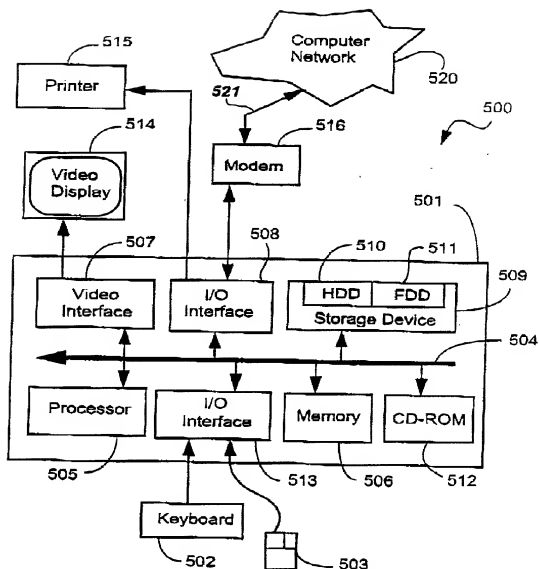 515
Printer
Computer
Network
520
521
514
Video
Display
516
Modem
500
501
507
508
510
511
Video
Interface
I/O
Interface
HDD
FDD
Storage Device
509
504
Processor
I/O
Interface
Memory
CD-ROM
505
513
506
512
Keyboard
502
503